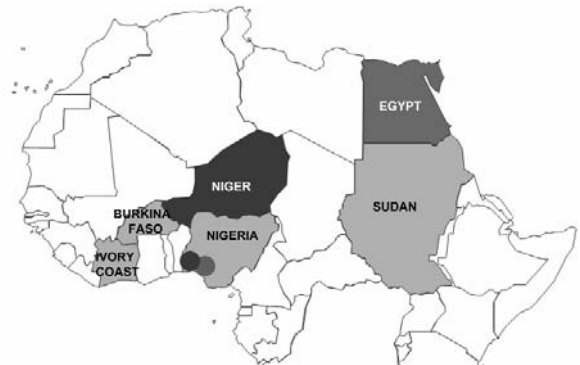 EGYPT
NIGER
SUDAN
BURKINA
FASO
NIGERIA
IVORY
COAST